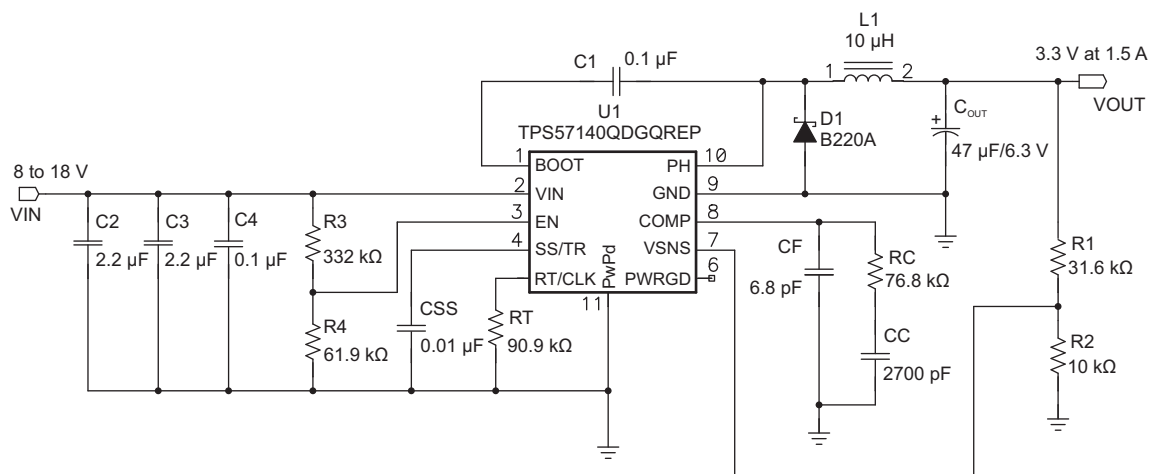 L1
10 µH
3.3 V at 1.5 A
VOUT
C1
0.1 µF
U1
TPS57140QDGQREP
D1
B220A
+
C_OUT
47 µF/6.3 V
1
2
1 BOOT
2 VIN
3 EN
4 SS/TR
5 RT/CLK
PwPd
11
PH 10
GND 9
COMP 8
VSNS 7
PWRGD 6
8 to 18 V
VIN
C2
2.2 µF
C3
2.2 µF
C4
0.1 µF
R3
332 kΩ
R4
61.9 kΩ
CSS
0.01 µF
RT
90.9 kΩ
CF
6.8 pF
RC
76.8 kΩ
CC
2700 pF
R1
31.6 kΩ
R2
10 kΩ